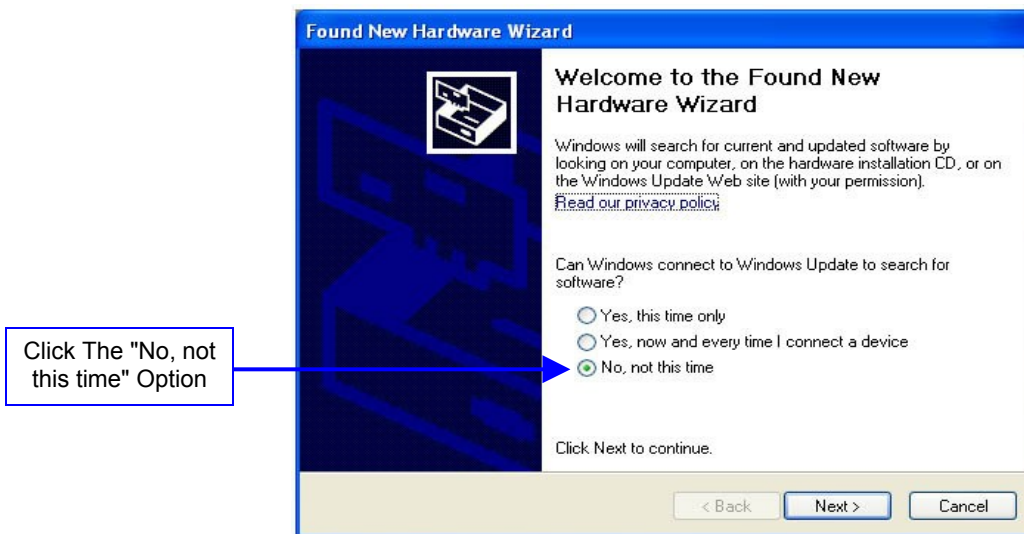 Found New Hardware Wizard
Welcome to the Found New
Hardware Wizard
Windows will search for current and updated software by
looking on your computer, on the hardware installation CD, or on
the Windows Update Web site (with your permission).
Read our privacy policy
Can Windows connect to Windows Update to search for
software?
Yes, this time only
Yes, now and every time I connect a device
No, not this time
Click The "No, not
this time" Option
Click Next to continue.
< Back
Next >
Cancel